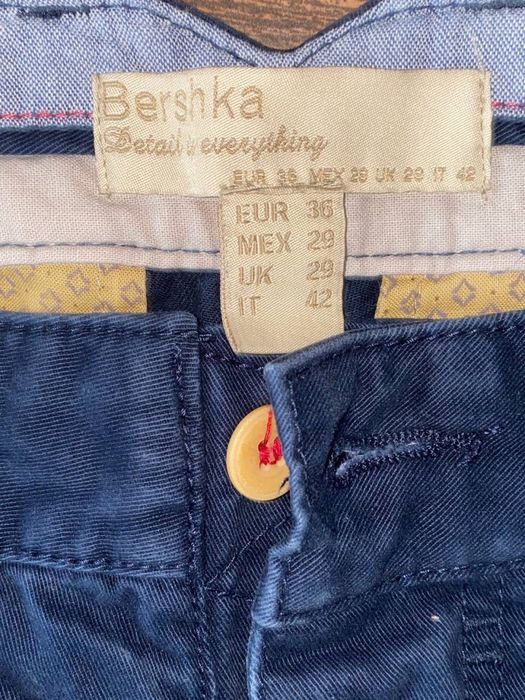 Bershka
Detail is everything
EUR 36 MEX 29 UK 29 IT 42
EUR 36
MEX 29
UK 29
IT 42